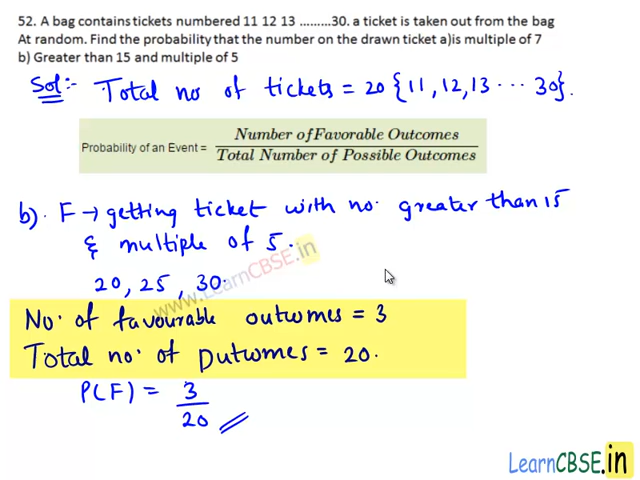 52. A bag contains tickets numbered 11 12 13 .........30. a ticket is taken out from the bag
At random. Find the probability that the number on the drawn ticket a)is multiple of 7
b) Greater than 15 and multiple of 5
Sol:- Total no of tickets = 20 {11, 12, 13 ... 30}.
Probability of an Event = Number of Favorable Outcomes
Total Number of Possible Outcomes
b). F → getting ticket with no. greater than 15
& multiple of 5.
20, 25, 30.
www.LearnCBSE.in
No. of favourable outcomes = 3
Total no. of outcomes = 20.
P(F) = 3
20
LearnCBSE.in